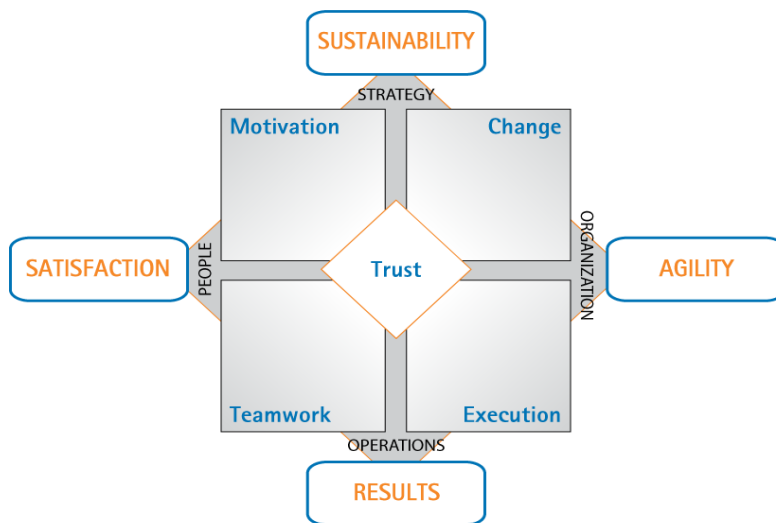 SUSTAINABILITY
STRATEGY
Motivation
Change
SATISFACTION
PEOPLE
Trust
ORGANIZATION
AGILITY
Teamwork
Execution
OPERATIONS
RESULTS